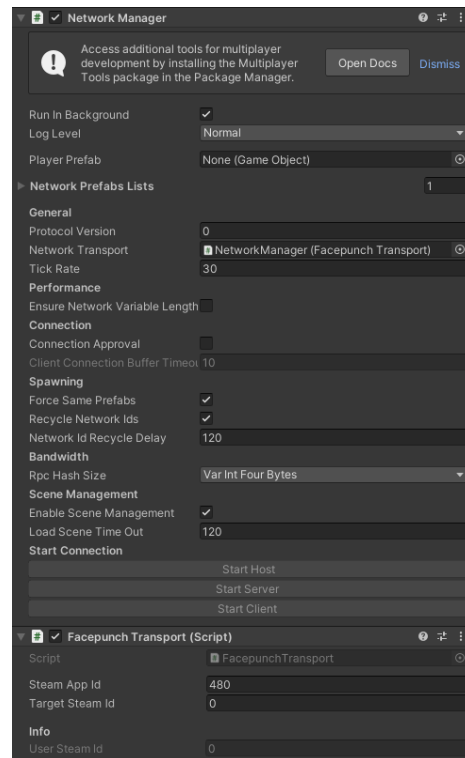 Network Manager
Access additional tools for multiplayer
development by installing the Multiplayer
Tools package in the Package Manager.
Open Docs
Dismiss
Run In Background
Log Level Normal
Player Prefab None (Game Object)
Network Prefabs Lists 1
General
Protocol Version 0
Network Transport NetworkManager (Facepunch Transport)
Tick Rate 30
Performance
Ensure Network Variable Length
Connection
Connection Approval
Client Connection Buffer Timeou 10
Spawning
Force Same Prefabs
Recycle Network Ids
Network Id Recycle Delay 120
Bandwidth
Rpc Hash Size Var Int Four Bytes
Scene Management
Enable Scene Management
Load Scene Time Out 120
Start Connection
Start Host
Start Server
Start Client
Facepunch Transport (Script)
Script FacepunchTransport
Steam App Id 480
Target Steam Id 0
Info
User Steam Id 0